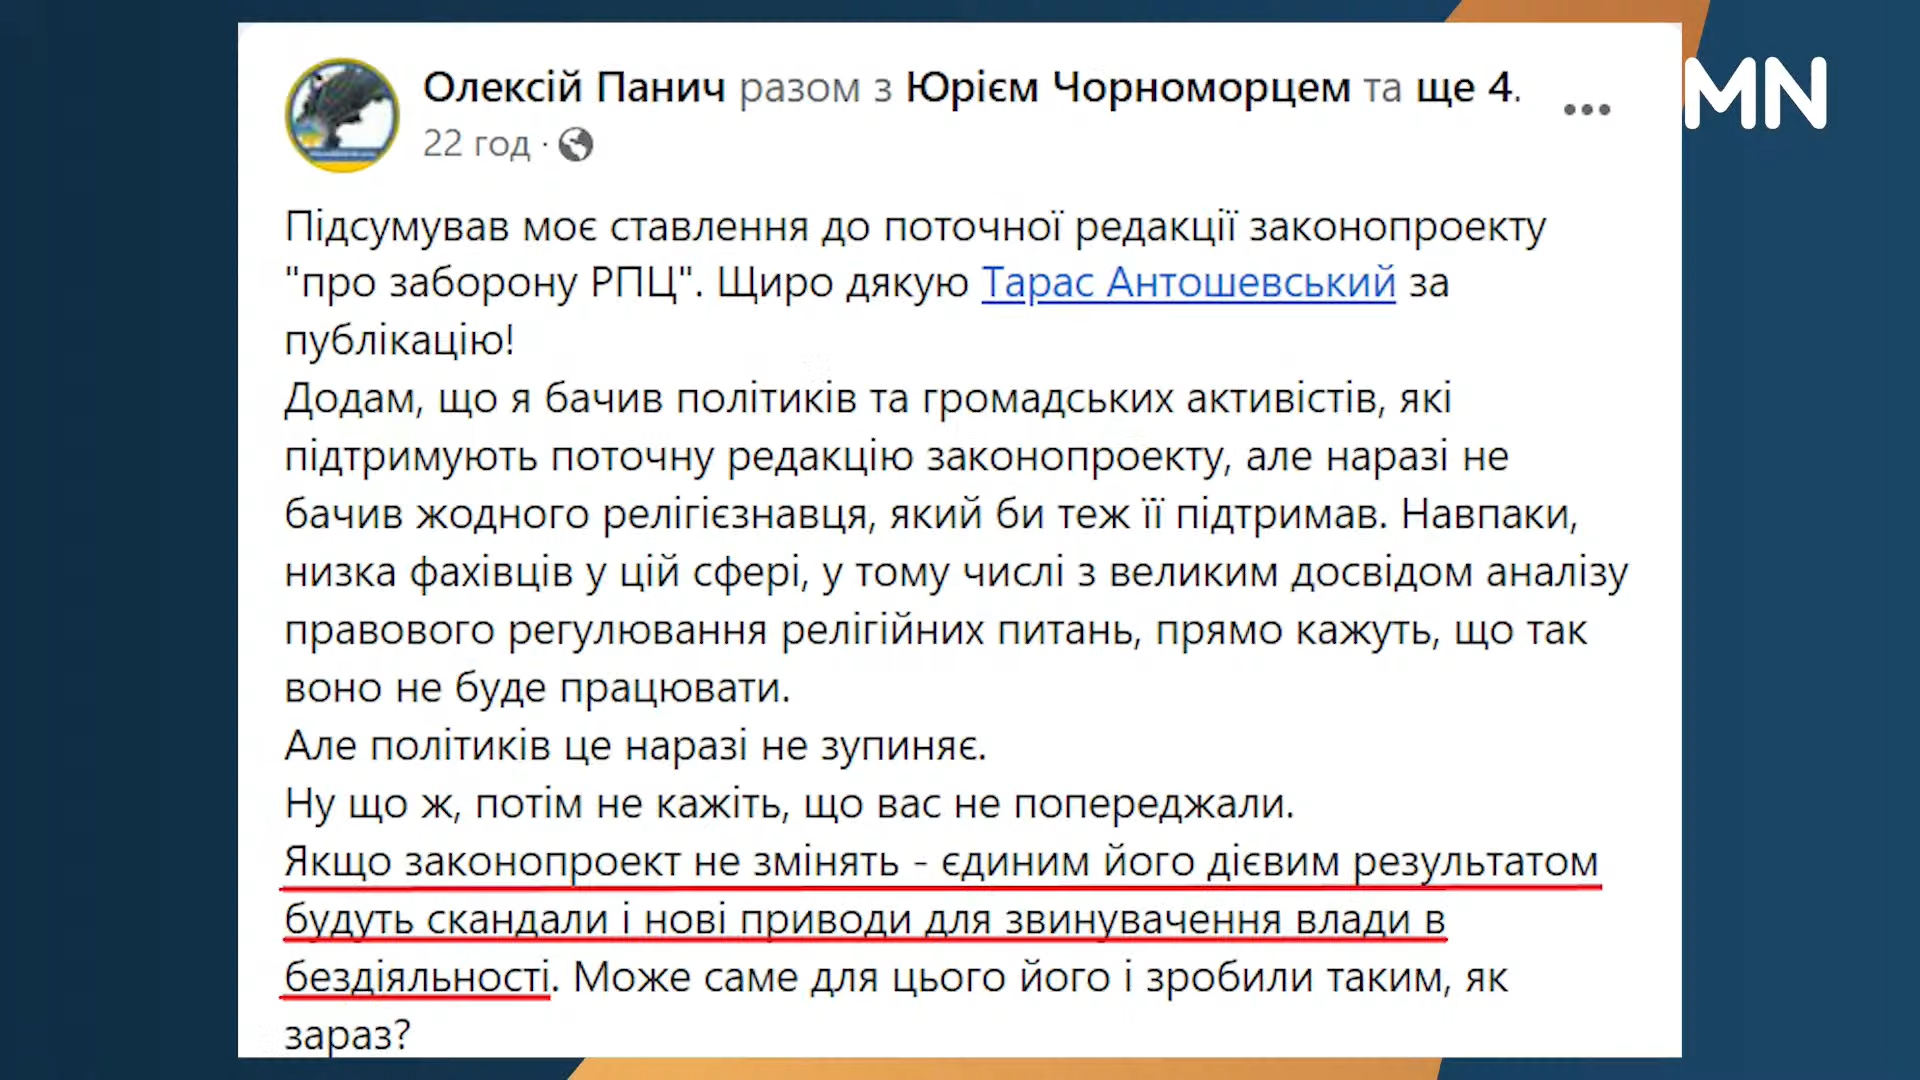 Олексій Панич разом з Юрієм Чорноморцем та ще 4.
22 год ·
MN
Підсумував моє ставлення до поточної редакції законопроекту
"про заборону РПЦ". Щиро дякую Тарас Антошевський за
публікацію!
Додам, що я бачив політиків та громадських активістів, які
підтримують поточну редакцію законопроекту, але наразі не
бачив жодного релігієзнавця, який би теж її підтримав. Навпаки,
низка фахівців у цій сфері, у тому числі з великим досвідом аналізу
правового регулювання релігійних питань, прямо кажуть, що так
воно не буде працювати.
Але політиків це наразі не зупиняє.
Ну що ж, потім не кажіть, що вас не попереджали.
Якщо законопроект не змінять - єдиним його дієвим результатом
будуть скандали і нові приводи для звинувачення влади в
бездіяльності. Може саме для цього його і зробили таким, як
зараз?